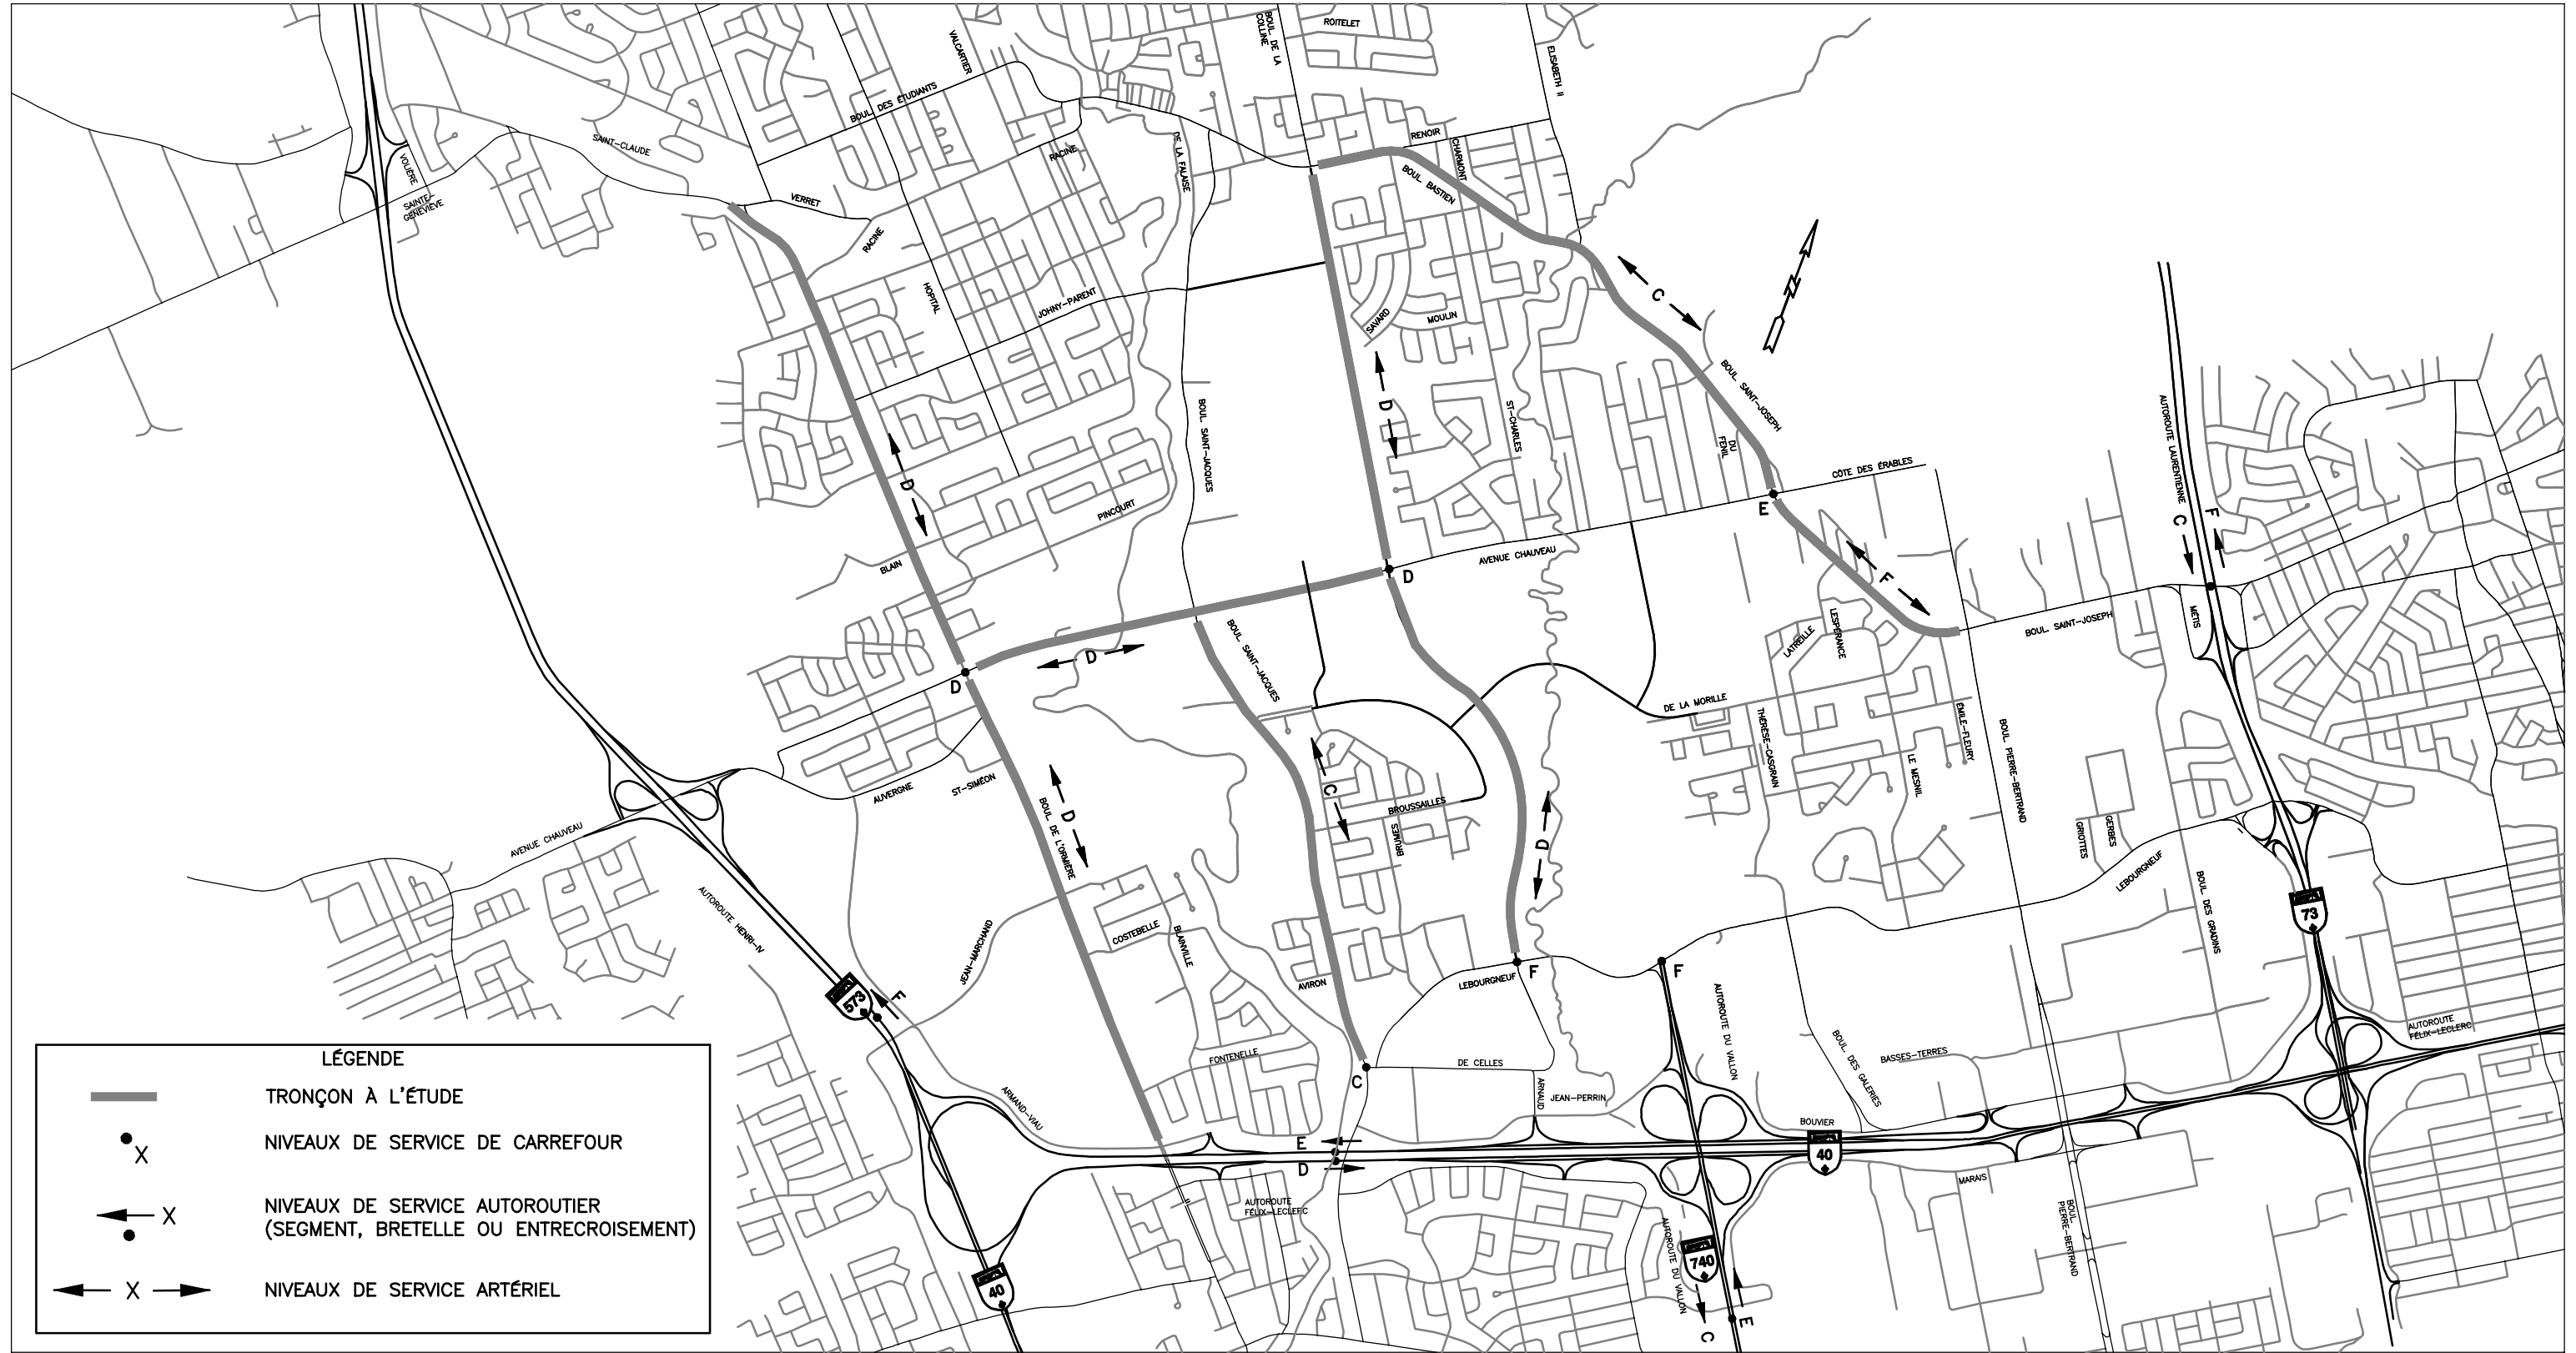 ROITELET
BOUL. DE LA
COLLINE
VALCARTIER
ELISABETH II
BOUL. DES ÉTUDIANTS
SAINT-CLAUDE
RACINE
DE LA FALAISE
RENOIR
CHARMONT
BOUL. BASTIEN
VOLIÈRE
SAINTE-
GENEVIÈVE
VERRET
RACINE
HOPITAL
JOHNY-PARENT
SAVARD
MOULIN
C
N
D
BOUL. SAINT-JOSEPH
BOUL. SAINT-JACQUES
ST-CHARLES
DU
FENIL
AUTOROUTE LAURENTIENNE
C
F
CÔTE DES ÉRABLES
E
D
PINCOURT
BLAIN
AVENUE CHAUVEAU
D
F
BOUL. SAINT-JOSEPH
MÉTIS
LESPÉRANCE
LATREILLE
BOUL. SAINT-JACQUES
D
D
DE LA MORILLE
THÉRÈSE-CASGRAIN
ÉMILE-FLEURY
BOUL. PIERRE-BERTRAND
LE MESNIL
AUVERGNE
ST-SIMÉON
D
BOUL. DE L'ORMIÈRE
C
BROUSSAILLES
BRUMES
D
AVENUE CHAUVEAU
GRIOTTES
GERBES
LEBOURGNEUF
BOUL. DES GRADINS
73
AUTOROUTE HENRI-IV
JEAN-MARCHAND
COSTEBELLE
BLAINVILLE
AVIRON
LEBOURGNEUF
F
F
573
F
AUTOROUTE DU VALLON
BOUL. DES GALERIES
BASSES-TERRES
AUTOROUTE
FÉLIX-LECLERC
FONTENELLE
DE CELLES
C
ARNAUD
JEAN-PERRIN
ARMAND-VIAU
BOUVIER
40
E
D
AUTOROUTE
FÉLIX-LECLERC
MARAIS
BOUL.
PIERRE-BERTRAND
AUTOROUTE DU VALLON
740
C
E
40
LÉGENDE
TRONÇON À L'ÉTUDE
X
NIVEAUX DE SERVICE DE CARREFOUR
X
NIVEAUX DE SERVICE AUTOROUTIER
(SEGMENT, BRETELLE OU ENTRECROISEMENT)
X
NIVEAUX DE SERVICE ARTÉRIEL